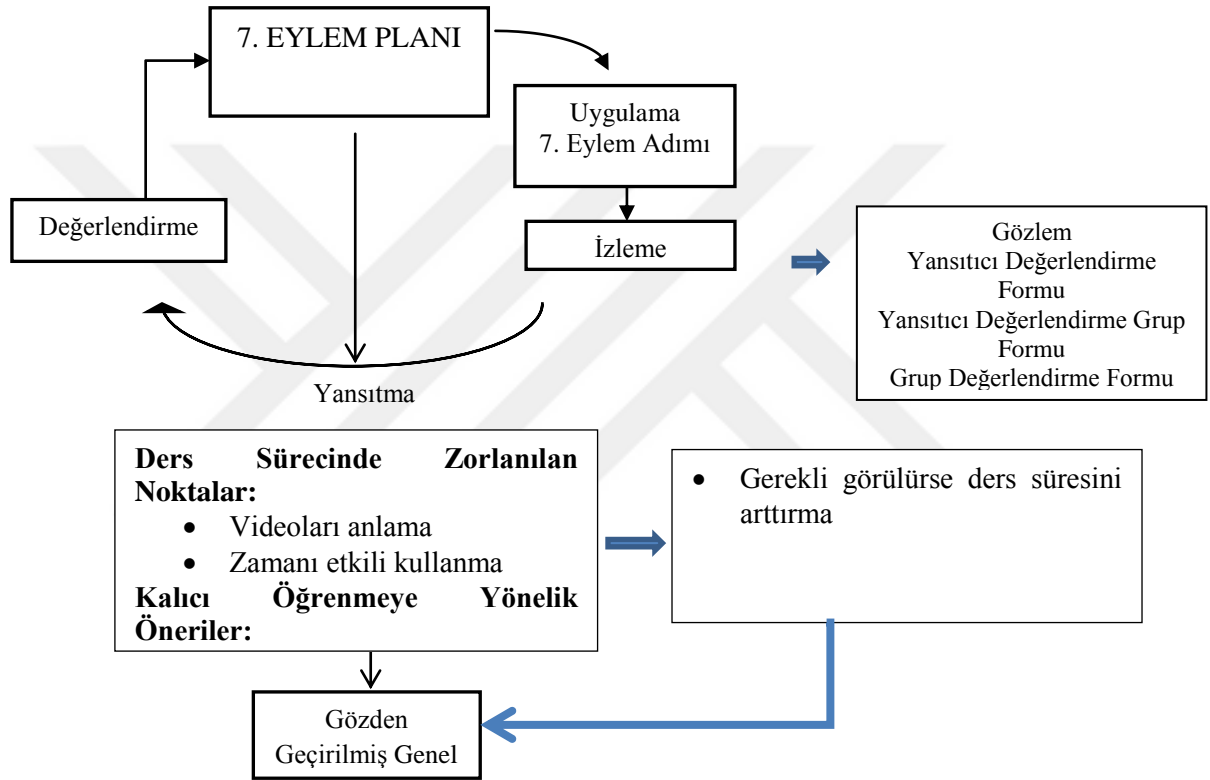 7. EYLEM PLANI
Uygulama
7. Eylem Adımı
Değerlendirme
İzleme
Gözlem
Yansıtıcı Değerlendirme
Formu
Yansıtıcı Değerlendirme Grup
Formu
Grup Değerlendirme Formu
Yansıtma
Ders Sürecinde Zorlanılan
Noktalar:
• Videoları anlama
• Zamanı etkili kullanma
Kalıcı Öğrenmeye Yönelik
Öneriler:
• Gerekli görülürse ders süresini
arttırma
Gözden
Geçirilmiş Genel